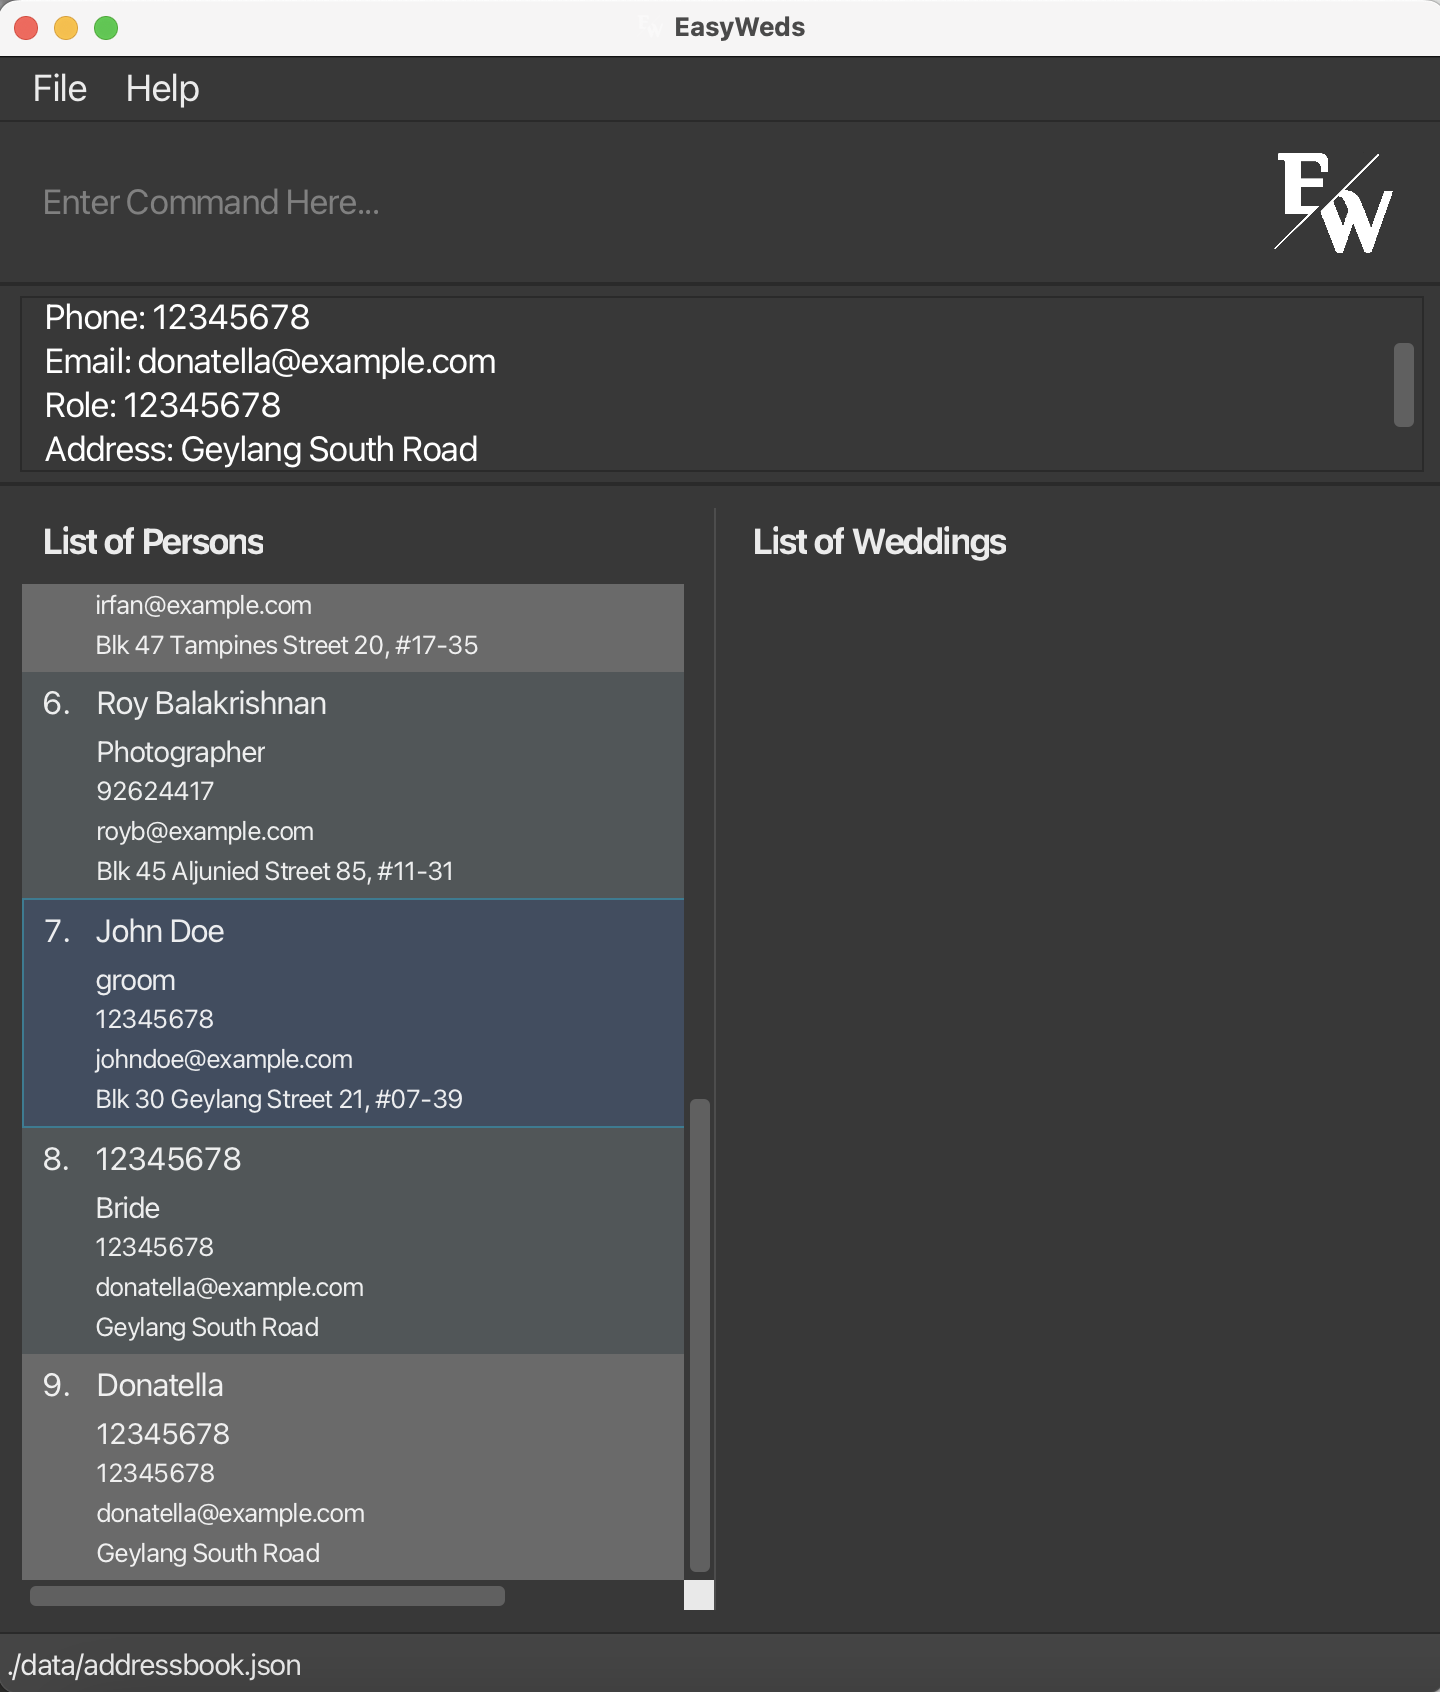 EasyWeds
File Help
Enter Command Here...
EW
Phone: 12345678
Email: donatella@example.com
Role: 12345678
Address: Geylang South Road
List of Persons
irfan@example.com
Blk 47 Tampines Street 20, #17-35
6. Roy Balakrishnan
Photographer
92624417
royb@example.com
Blk 45 Aljunied Street 85, #11-31
7. John Doe
groom
12345678
johndoe@example.com
Blk 30 Geylang Street 21, #07-39
8. 12345678
Bride
12345678
donatella@example.com
Geylang South Road
9. Donatella
12345678
12345678
donatella@example.com
Geylang South Road
List of Weddings
./data/addressbook.json